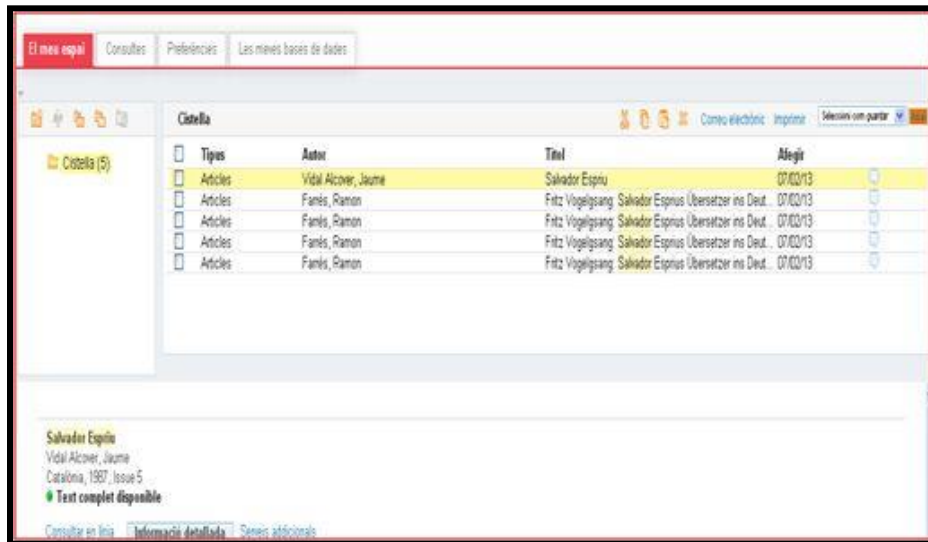 El meu espai Consultes Preferències Les meves bases de dades
Cistella Correu electrònic Imprimir Seleccioni com guardar
Cistella (5)
Tipus Autor Títol Afegir
Articles Vidal Alcover, Jaume Salvador Espriu 07/02/13
Articles Farrés, Ramon Fritz Vogelgsang: Salvador Esprius Übersetzer ins Deut... 07/02/13
Articles Farrés, Ramon Fritz Vogelgsang: Salvador Esprius Übersetzer ins Deut... 07/02/13
Articles Farrés, Ramon Fritz Vogelgsang: Salvador Esprius Übersetzer ins Deut... 07/02/13
Articles Farrés, Ramon Fritz Vogelgsang: Salvador Esprius Übersetzer ins Deut... 07/02/13
Salvador Espriu
Vidal Alcover, Jaume
Catalònia, 1987, Issue 5
Text complet disponible
Consultar en línia Informació detallada Serveis addicionals